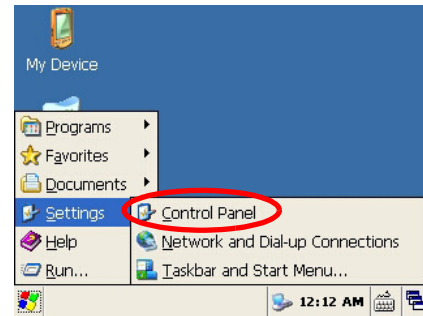 My Device
Programs
Favorites
Documents
Settings
Control Panel
Help
Network and Dial-up Connections
Run...
Taskbar and Start Menu...
12:12 AM